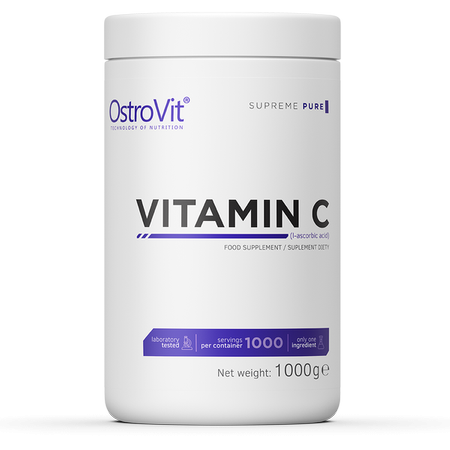 OstroVit®
TECHNOLOGY OF NUTRITION
SUPREME PURE
VITAMIN C
(l-ascorbic acid)
FOOD SUPPLEMENT / SUPLEMENT DIETY
laboratory
tested
servings
per container 1000
only one
ingredient
Net weight: 1000g℮